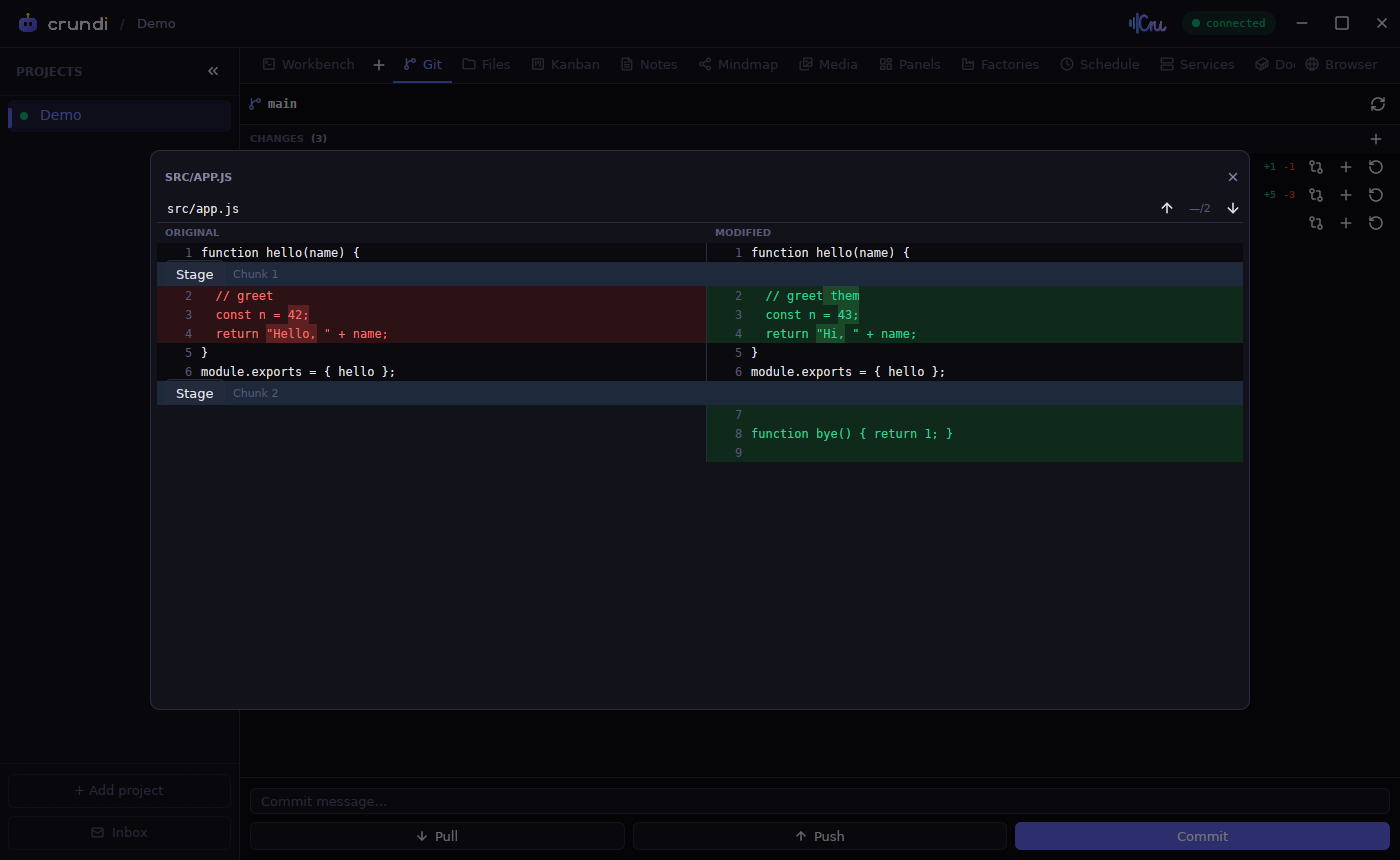 crundi / Demo
Cru
connected
PROJECTS
Workbench
Git
Files
Kanban
Notes
Mindmap
Media
Panels
Factories
Schedule
Services
Doc
Browser
Demo
main
CHANGES (3)
+1 -1
+5 -3
SRC/APP.JS
src/app.js
—/2
ORIGINAL MODIFIED
1 function hello(name) { 1 function hello(name) {
Stage Chunk 1
2 // greet 2 // greet them
3 const n = 42; 3 const n = 43;
4 return "Hello, " + name; 4 return "Hi, " + name;
5 } 5 }
6 module.exports = { hello }; 6 module.exports = { hello };
Stage Chunk 2
7
8 function bye() { return 1; }
9
+ Add project
Inbox
Commit message...
Pull
Push
Commit